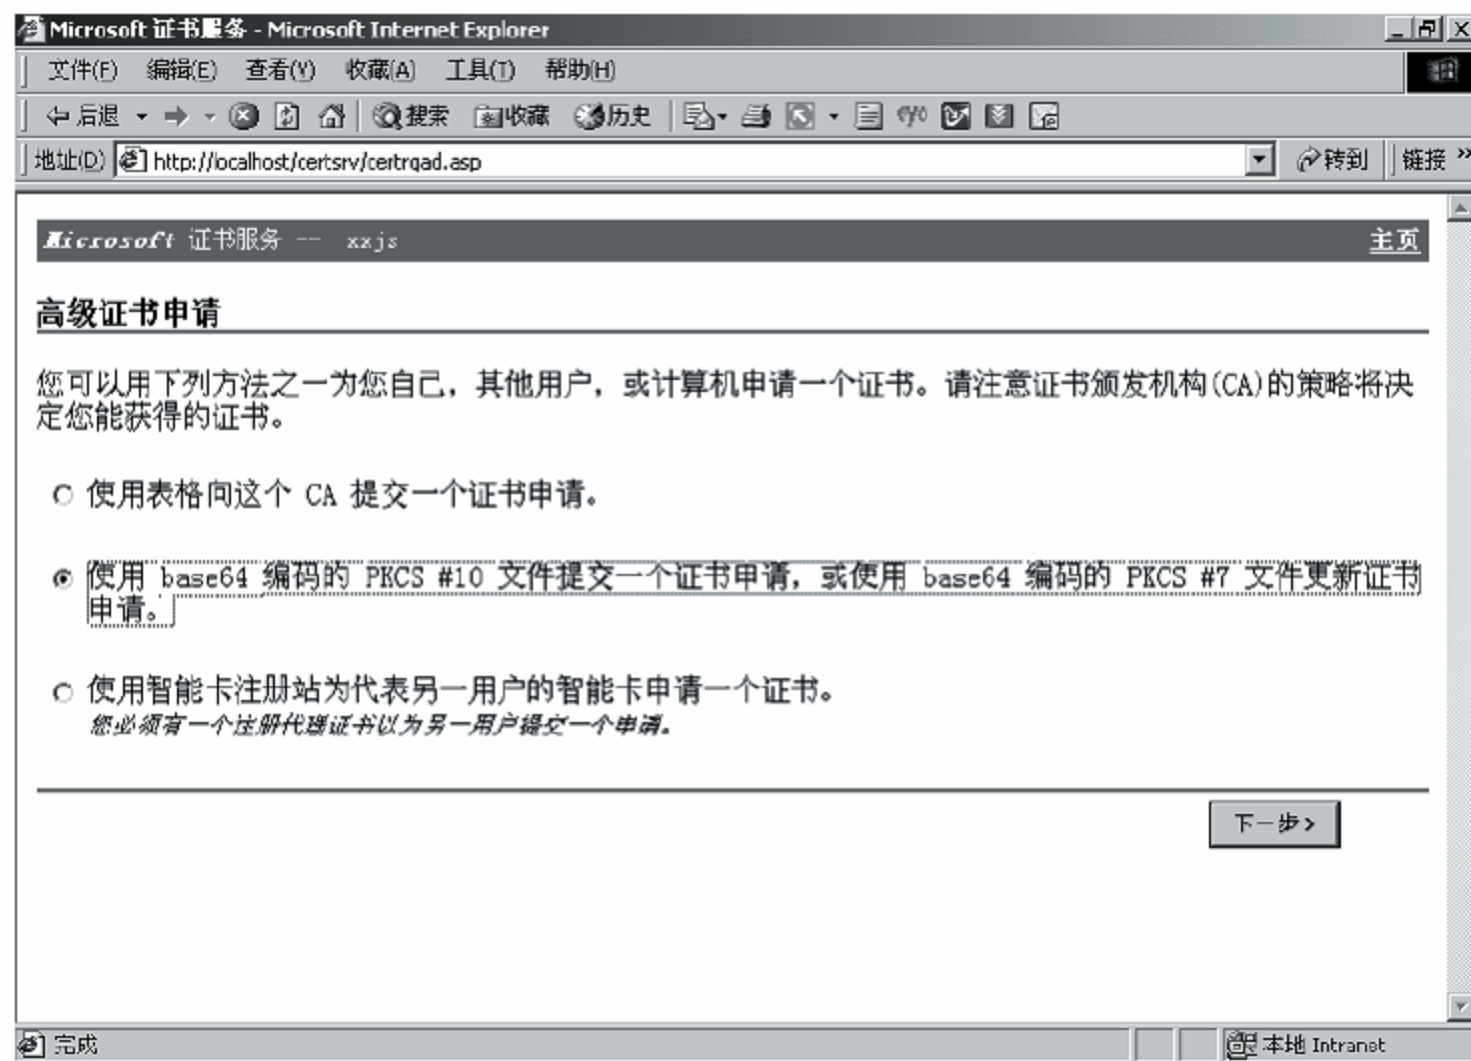 Microsoft 证书服务 - Microsoft Internet Explorer
文件(F) 编辑(E) 查看(V) 收藏(A) 工具(T) 帮助(H)
后退 搜索 收藏 历史
地址(D) http://localhost/certsrv/certrqad.asp 转到 链接 »
Microsoft 证书服务 -- xxjs 主页
高级证书申请
您可以用下列方法之一为您自己，其他用户，或计算机申请一个证书。请注意证书颁发机构(CA)的策略将决
定您能获得的证书。
使用表格向这个 CA 提交一个证书申请。
使用 base64 编码的 PKCS #10 文件提交一个证书申请，或使用 base64 编码的 PKCS #7 文件更新证书
申请。
使用智能卡注册站为代表另一用户的智能卡申请一个证书。
您必须有一个注册代理证书以为另一用户提交一个申请。
下一步>
完成 本地 Intranet